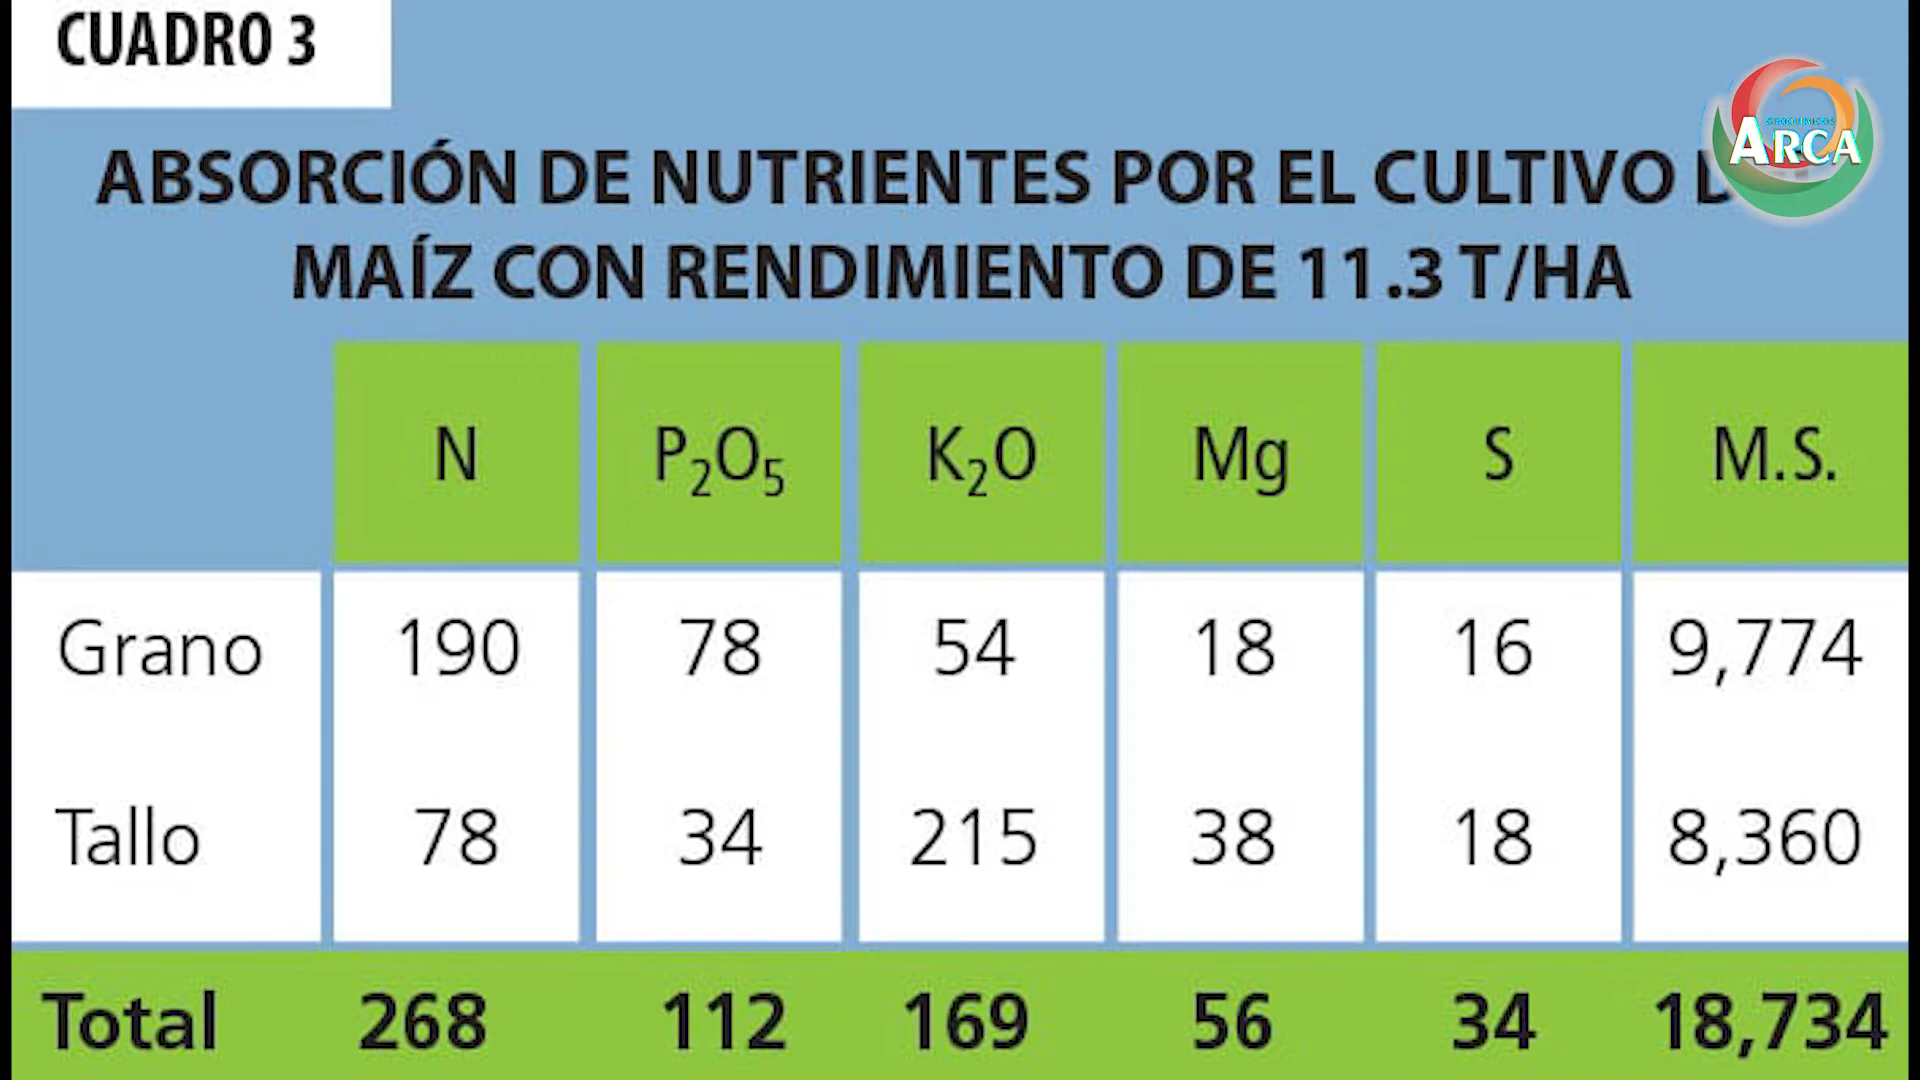 CUADRO 3
ABSORCIÓN DE NUTRIENTES POR EL CULTIVO
MAÍZ CON RENDIMIENTO DE 11.3 T/HA
ARCA
N P₂O₅ K₂O Mg S M.S.
Grano 190 78 54 18 16 9,774
Tallo 78 34 215 38 18 8,360
Total 268 112 169 56 34 18,734